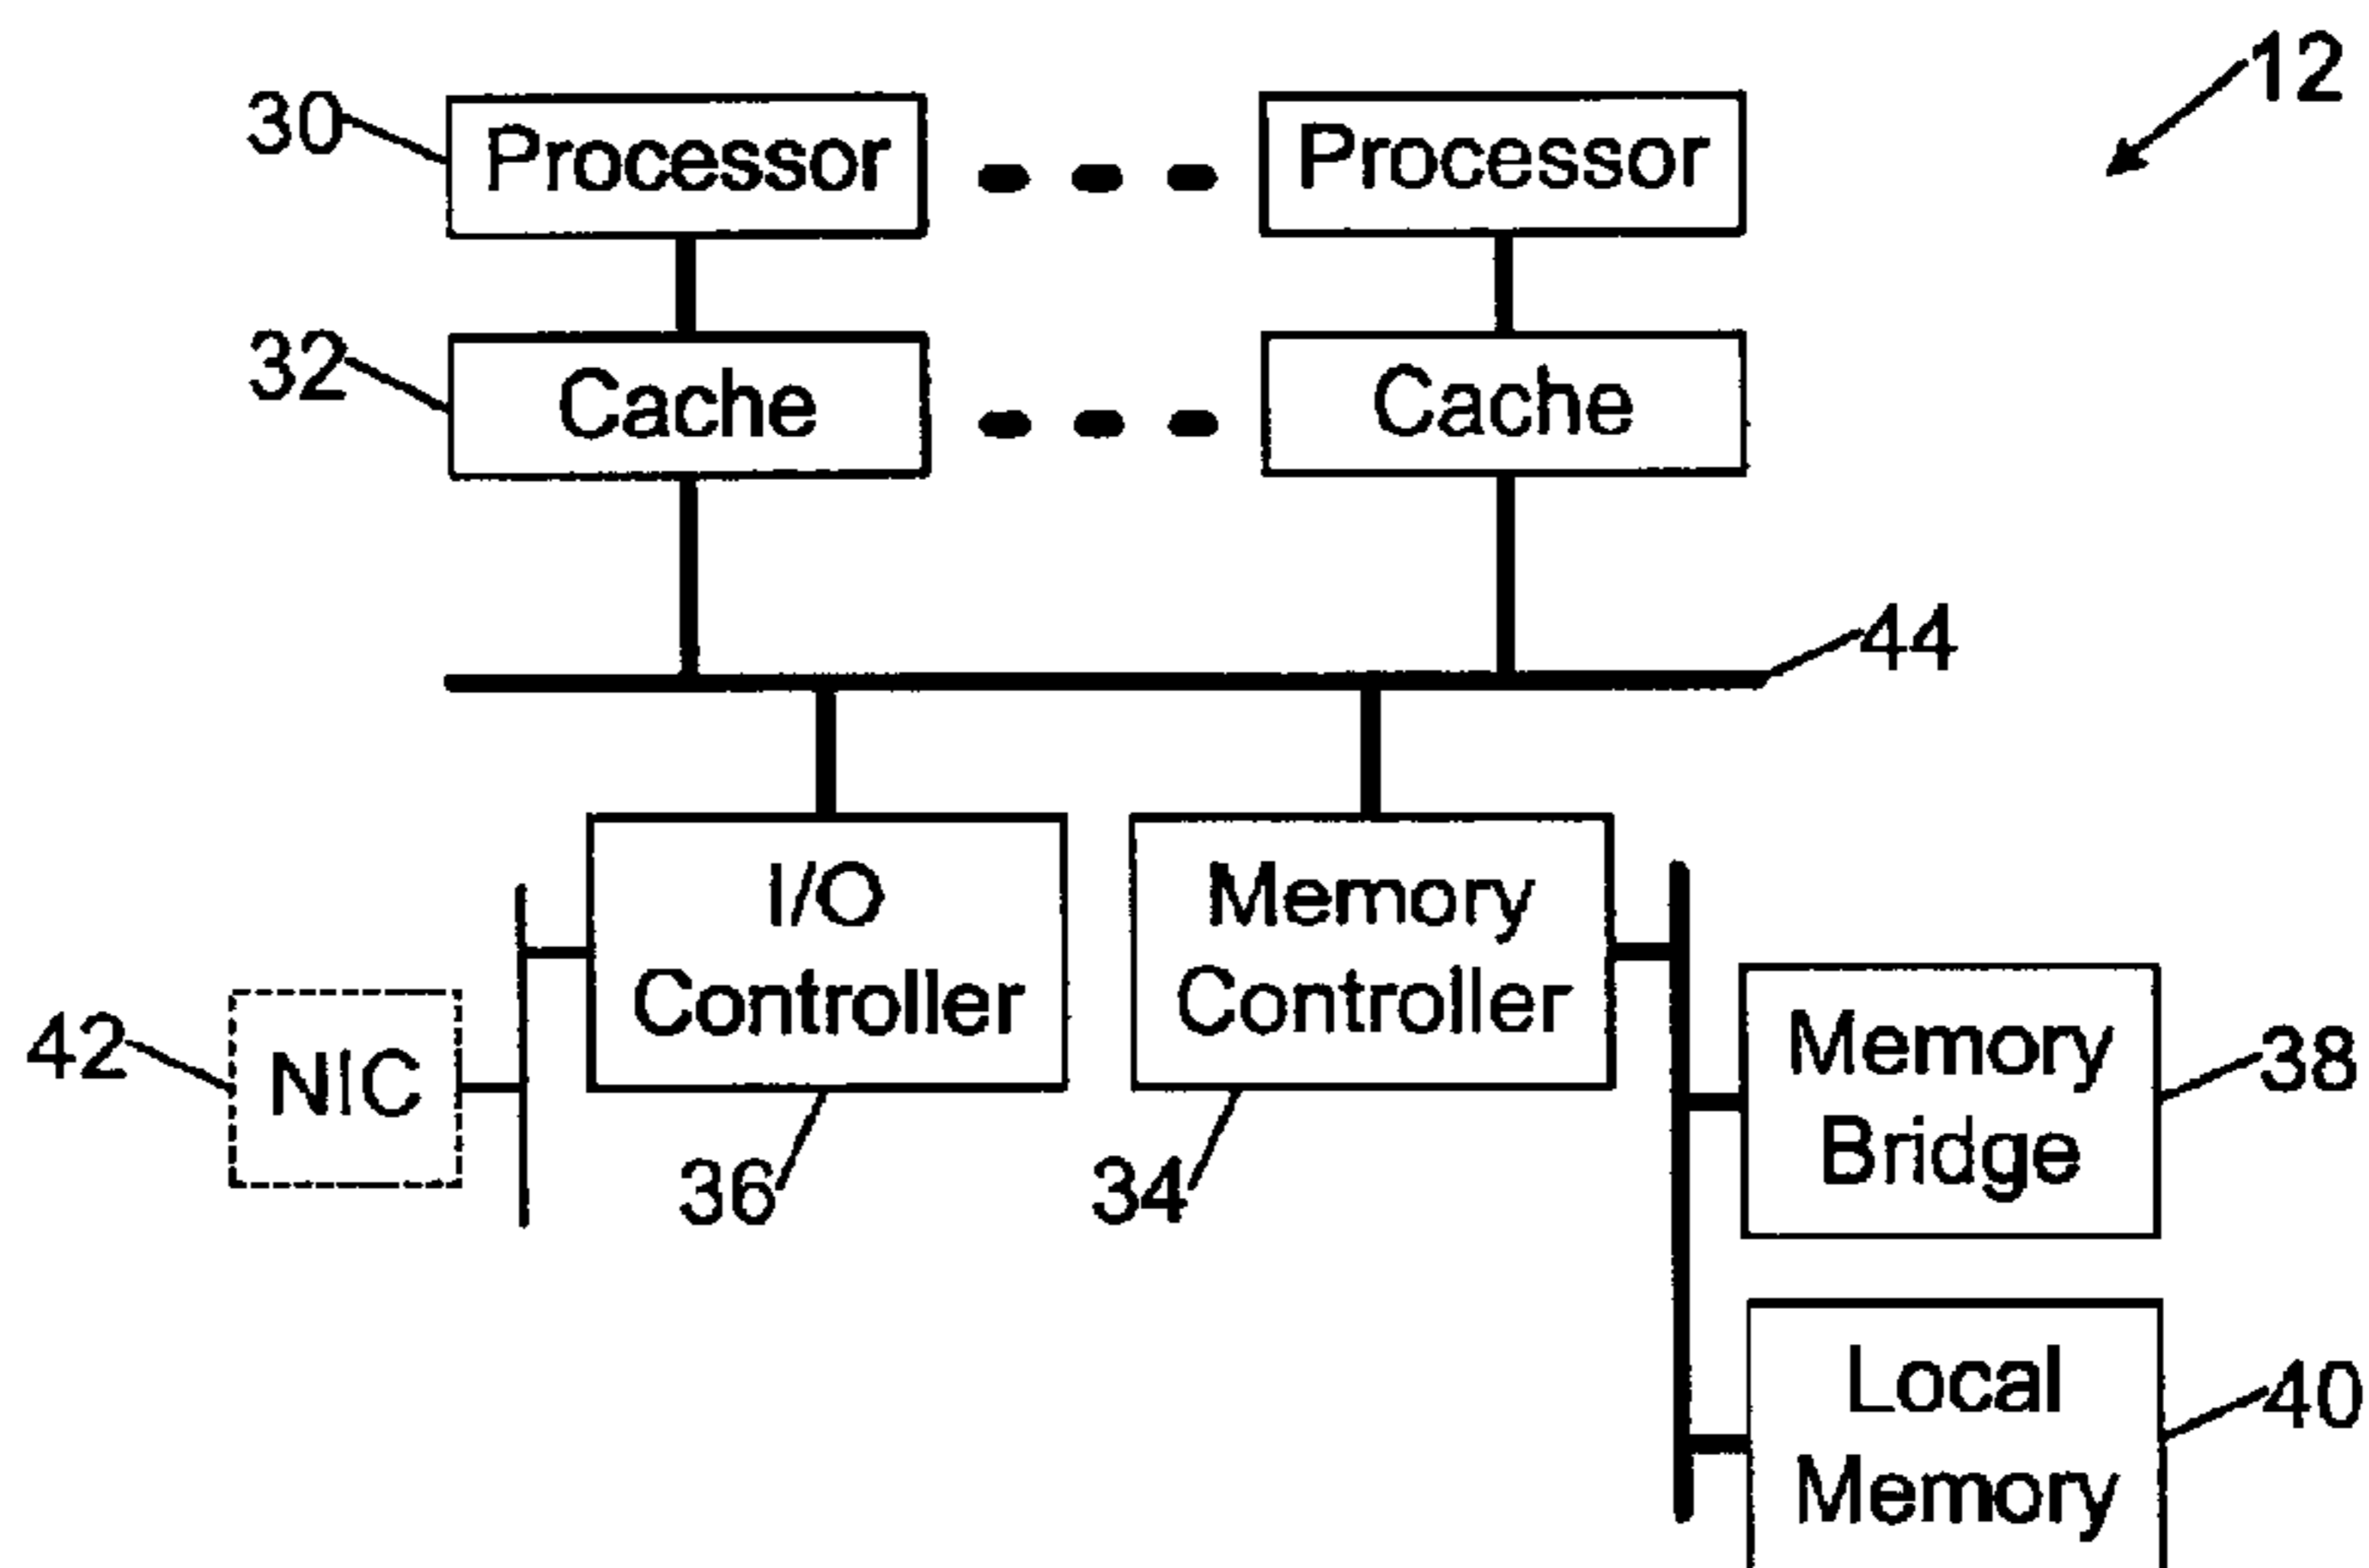 12
30
Processor
Processor
32
Cache
Cache
44
I/O
Controller
Memory
Controller
42
NIC
36
34
Memory
Bridge
38
Local
Memory
40